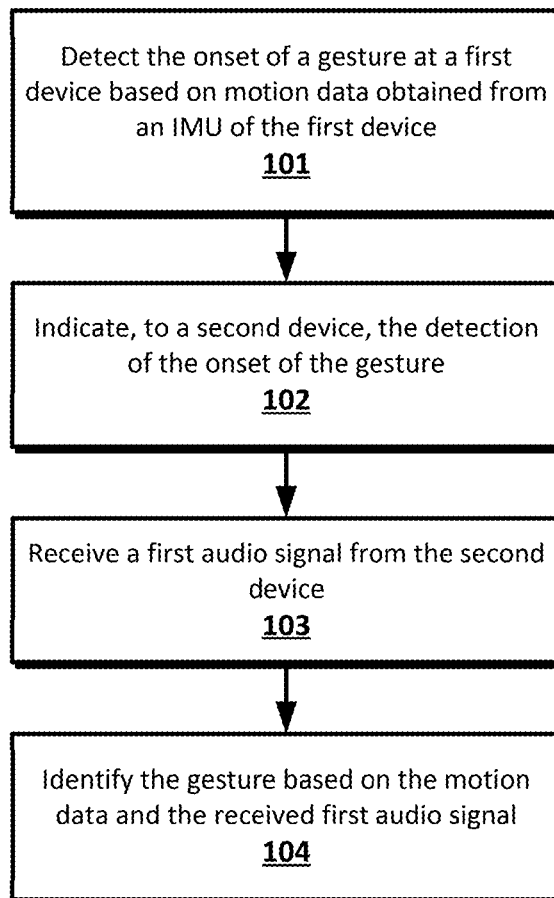 Detect the onset of a gesture at a first
device based on motion data obtained from
an IMU of the first device
101
Indicate, to a second device, the detection
of the onset of the gesture
102
Receive a first audio signal from the second
device
103
Identify the gesture based on the motion
data and the received first audio signal
104